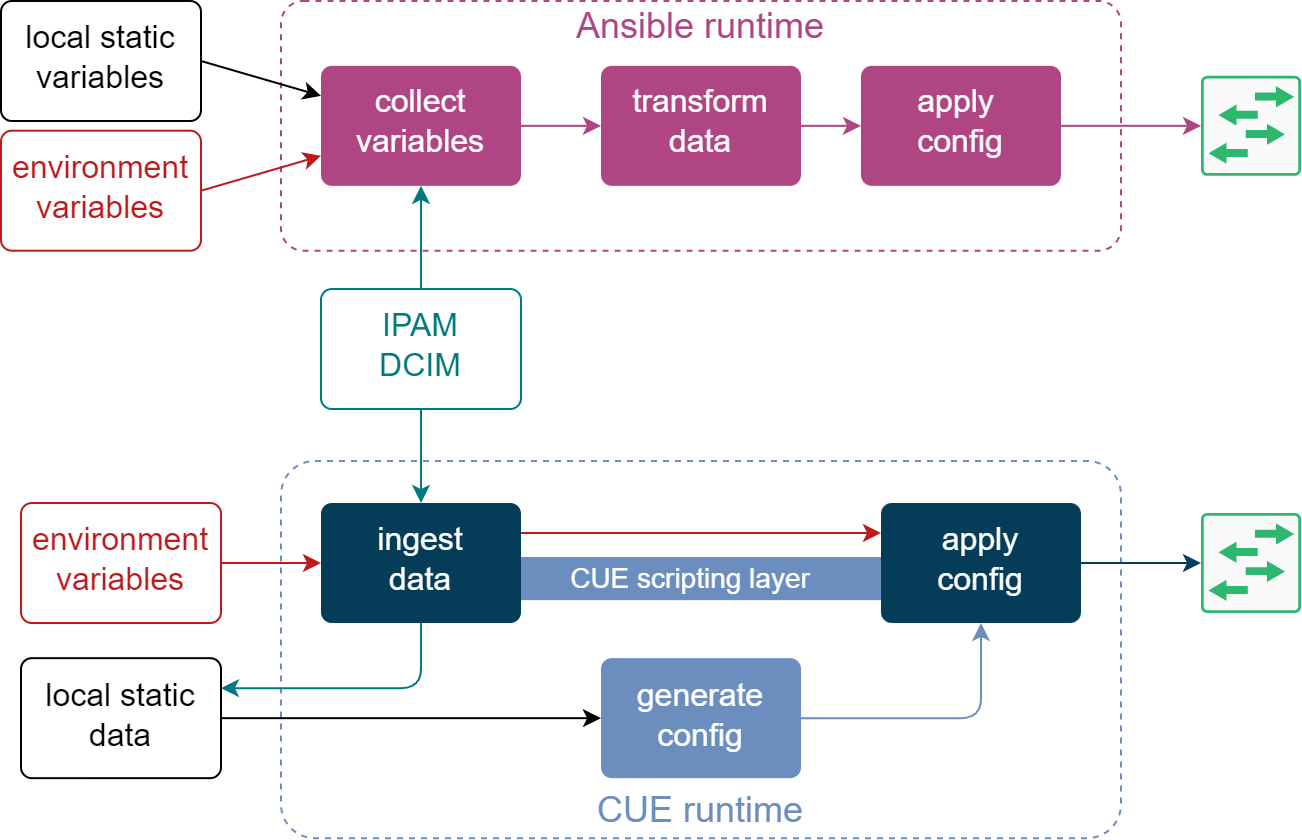 Ansible runtime
local static
variables
environment
variables
collect
variables
transform
data
apply
config
IPAM
DCIM
environment
variables
ingest
data
CUE scripting layer
apply
config
local static
data
generate
config
CUE runtime